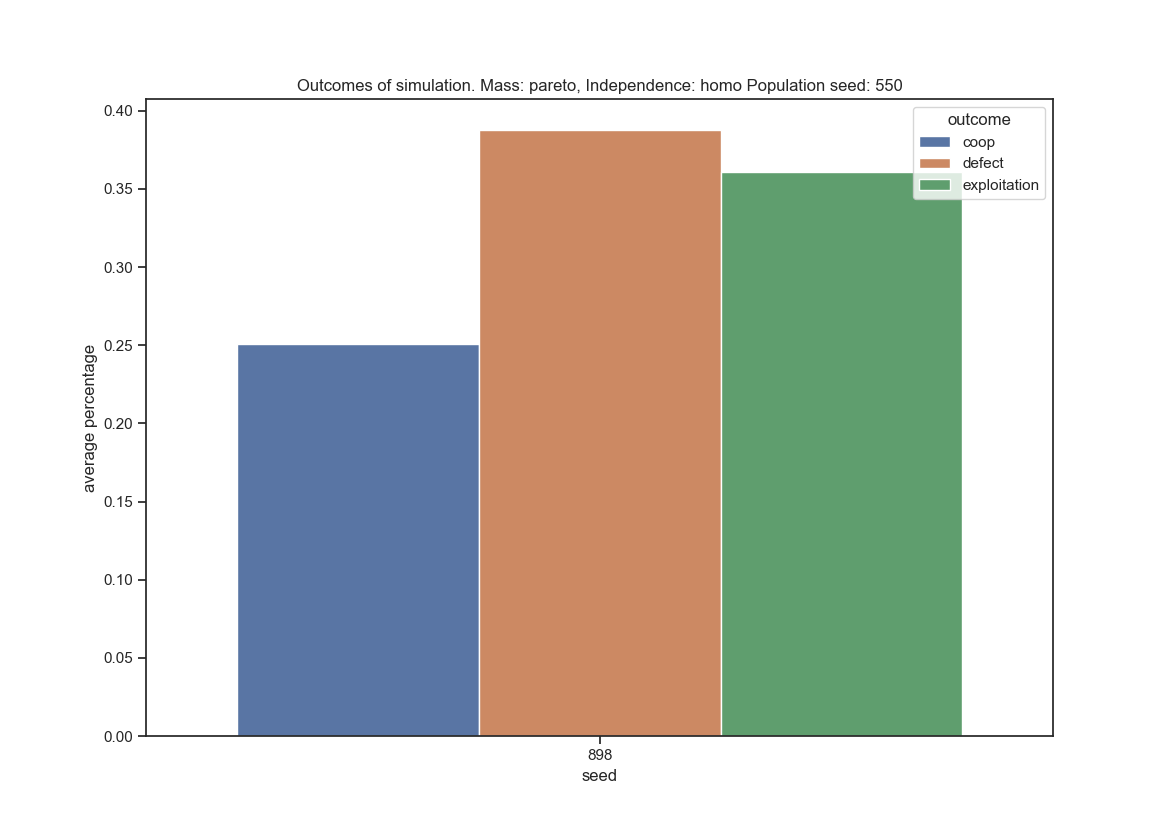 Outcomes of simulation. Mass: pareto, Independence: homo Population seed: 550
0.40
0.35
0.30
0.25
0.20
0.15
0.10
0.05
0.00
average percentage
outcome
coop
defect
exploitation
898
seed